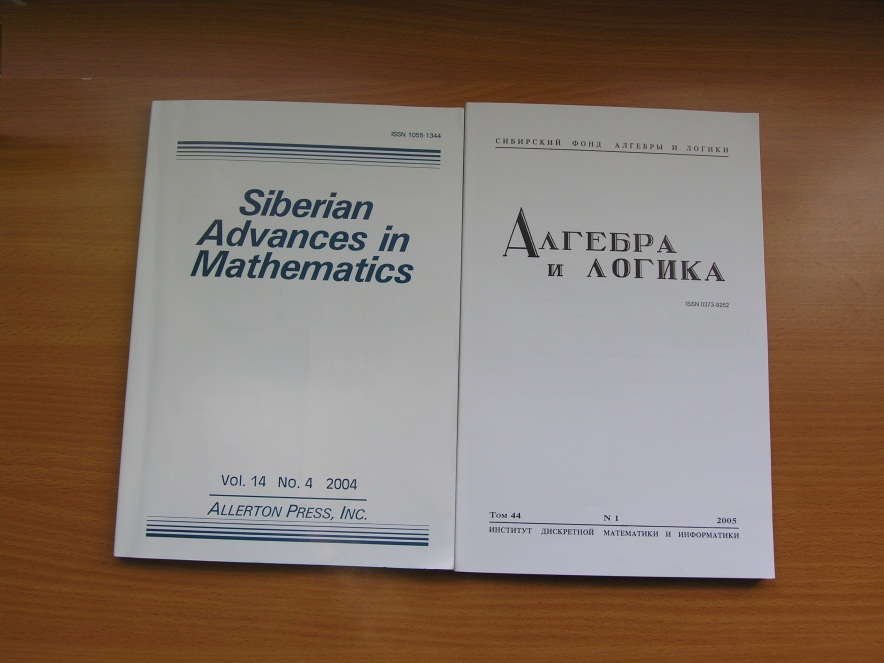 ISSN 1055-1344
Siberian
Advances in
Mathematics
Vol. 14 No. 4 2004
ALLERTON PRESS, INC.
СИБИРСКИЙ ФОНД АЛГЕБРЫ И ЛОГИКИ
АЛГЕБРА
И ЛОГИКА
ISSN 0373-9252
Том 44 N 1 2005
ИНСТИТУТ ДИСКРЕТНОЙ МАТЕМАТИКИ И ИНФОРМАТИКИ